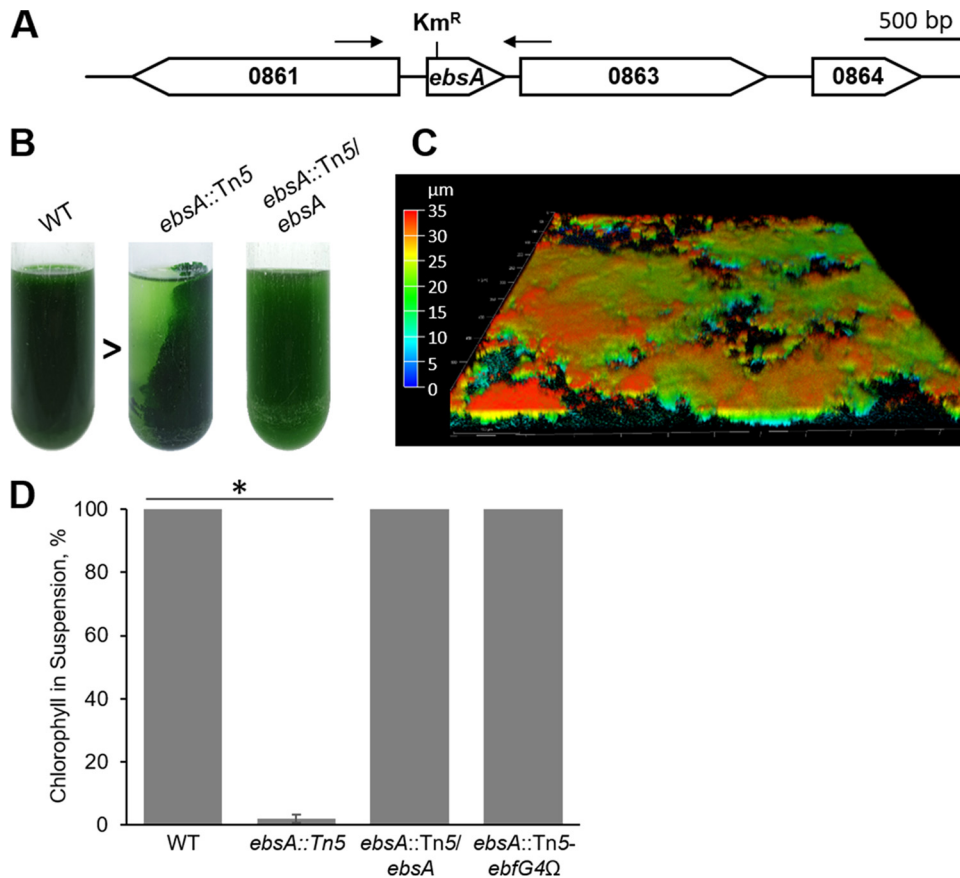 A
Km^R
500 bp
0861
ebsA
0863
0864
B
WT
ebsA::Tn5
ebsA::Tn5/
ebsA
>
C
µm
35
30
25
20
15
10
5
0
D
*
Chlorophyll in Suspension, %
100
80
60
40
20
0
WT
ebsA::Tn5
ebsA::Tn5/
ebsA
ebsA::Tn5-
ebfG4Ω